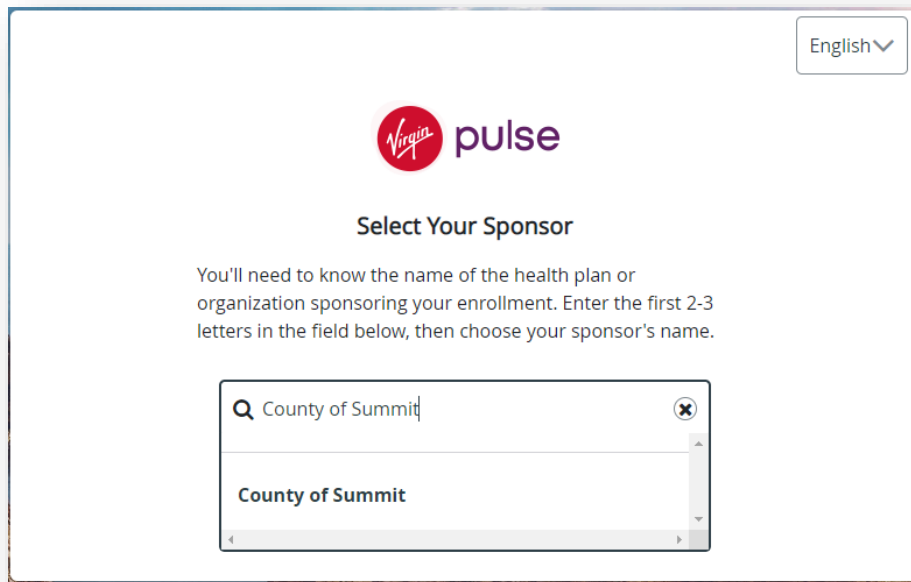 English
Virgin pulse
Select Your Sponsor
You'll need to know the name of the health plan or
organization sponsoring your enrollment. Enter the first 2-3
letters in the field below, then choose your sponsor's name.
County of Summit
County of Summit